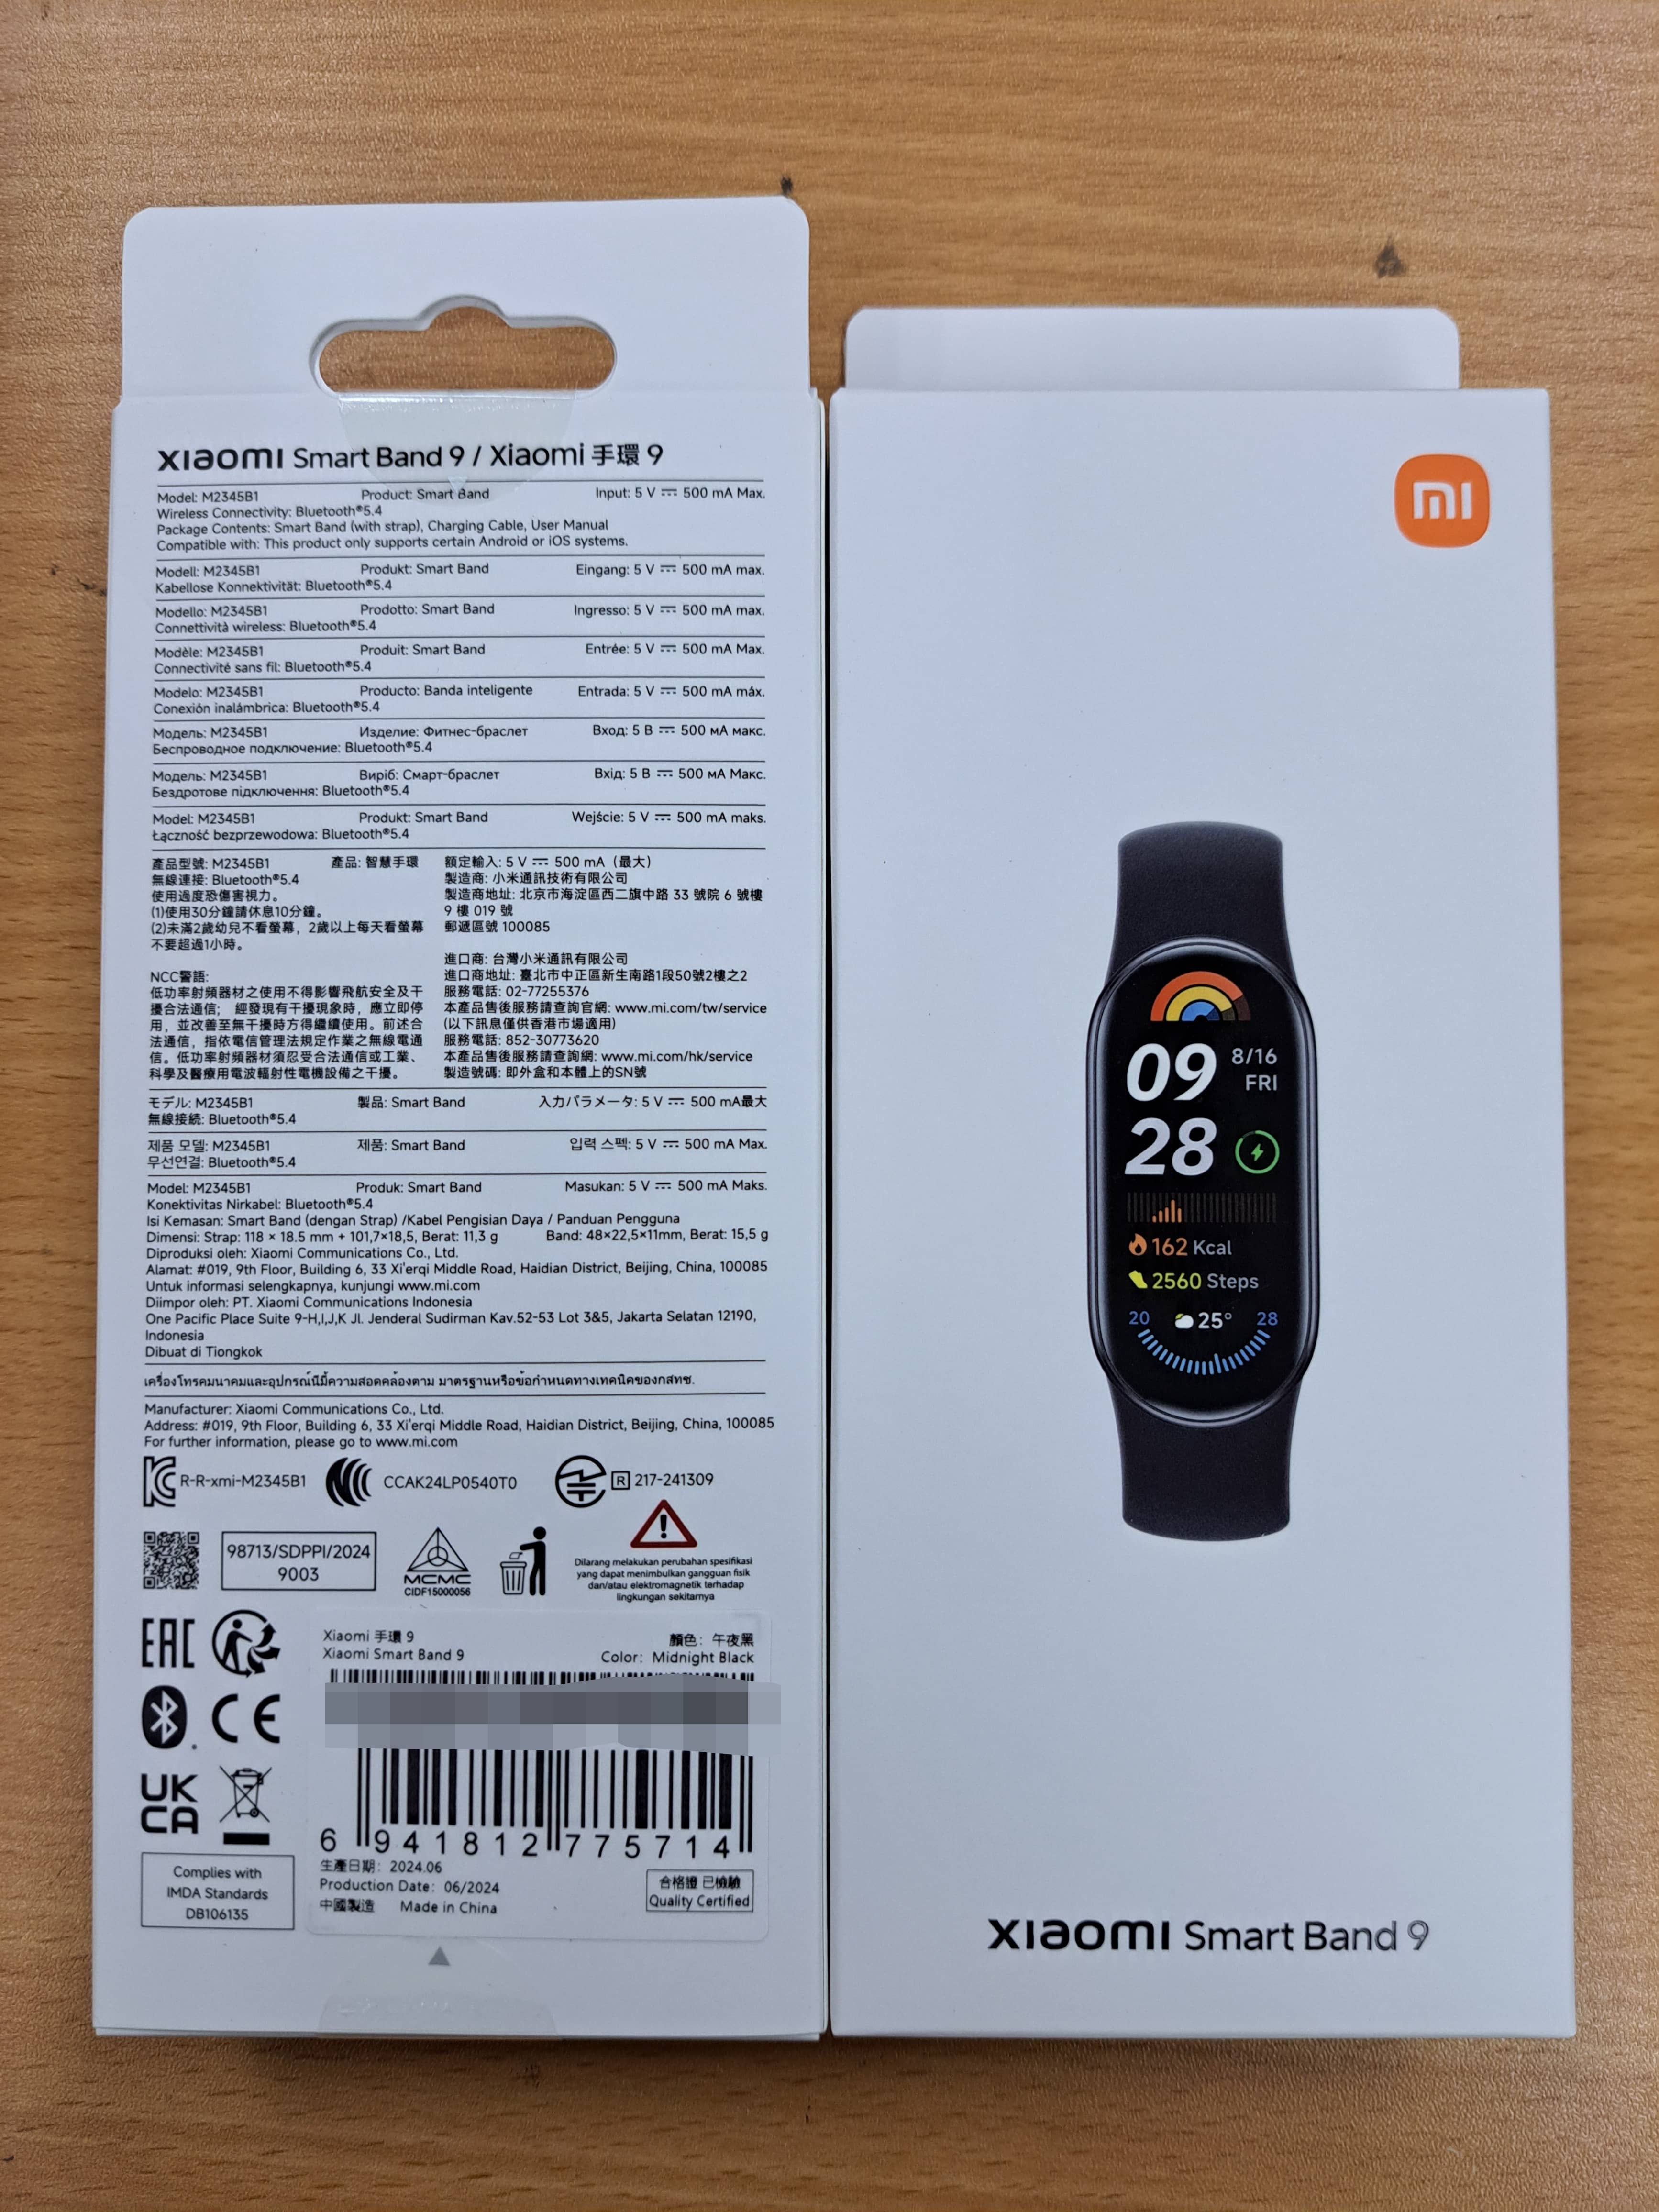 xiaomi Smart Band 9 / Xiaomi 手環 9
Model: M2345B1 Product: Smart Band Input: 5 V ⎓ 500 mA Max.
Wireless Connectivity: Bluetooth®5.4
Package Contents: Smart Band (with strap), Charging Cable, User Manual
Compatible with: This product only supports certain Android or iOS systems.
Modell: M2345B1 Produkt: Smart Band Eingang: 5 V ⎓ 500 mA max.
Kabellose Konnektivität: Bluetooth®5.4
Modello: M2345B1 Prodotto: Smart Band Ingresso: 5 V ⎓ 500 mA max.
Connettività wireless: Bluetooth®5.4
Modèle: M2345B1 Produit: Smart Band Entrée: 5 V ⎓ 500 mA Max.
Connectivité sans fil: Bluetooth®5.4
Modelo: M2345B1 Producto: Banda inteligente Entrada: 5 V ⎓ 500 mA máx.
Conexión inalámbrica: Bluetooth®5.4
Модель: M2345B1 Изделие: Фитнес-браслет Вход: 5 В ⎓ 500 мА макс.
Беспроводное подключение: Bluetooth®5.4
Модель: M2345B1 Виріб: Смарт-браслет Вхід: 5 В ⎓ 500 мА Макс.
Бездротове підключення: Bluetooth®5.4
Model: M2345B1 Produkt: Smart Band Wejście: 5 V ⎓ 500 mA maks.
Łączność bezprzewodowa: Bluetooth®5.4
產品型號: M2345B1 產品: 智慧手環
無線連接: Bluetooth®5.4
使用過度恐傷害視力。
(1)使用30分鐘請休息10分鐘。
(2)未滿2歲幼兒不看螢幕，2歲以上每天看螢幕
不要超過1小時。
NCC警語:
低功率射頻器材之使用不得影響飛航安全及干
擾合法通信； 經發現有干擾現象時，應立即停
用，並改善至無干擾時方得繼續使用。前述合
法通信，指依電信管理法規定作業之無線電通
信。低功率射頻器材須忍受合法通信或工業、
科學及醫療用電波輻射性電機設備之干擾。
額定輸入: 5 V ⎓ 500 mA（最大）
製造商: 小米通訊技術有限公司
製造商地址: 北京市海淀區西二旗中路 33 號院 6 號樓
9 樓 019 號
郵遞區號 100085
進口商: 台灣小米通訊有限公司
進口商地址: 臺北市中正區新生南路1段50號2樓之2
服務電話: 02-77255376
本產品售後服務請查詢官網: www.mi.com/tw/service
(以下訊息僅供香港市場適用)
服務電話: 852-30773620
本產品售後服務請查詢網: www.mi.com/hk/service
製造號碼: 即外盒和本體上的SN號
モデル: M2345B1 製品: Smart Band 入力パラメータ: 5 V ⎓ 500 mA最大
無線接続: Bluetooth®5.4
제품 모델: M2345B1 제품: Smart Band 입력 스펙: 5 V ⎓ 500 mA Max.
무선연결: Bluetooth®5.4
Model: M2345B1 Produk: Smart Band Masukan: 5 V ⎓ 500 mA Maks.
Konektivitas Nirkabel: Bluetooth®5.4
Isi Kemasan: Smart Band (dengan Strap) /Kabel Pengisian Daya / Panduan Pengguna
Dimensi: Strap: 118 × 18.5 mm + 101,7×18,5, Berat: 11,3 g Band: 48×22,5×11mm, Berat: 15,5 g
Diproduksi oleh: Xiaomi Communications Co., Ltd.
Alamat: #019, 9th Floor, Building 6, 33 Xi'erqi Middle Road, Haidian District, Beijing, China, 100085
Untuk informasi selengkapnya, kunjungi www.mi.com
Diimpor oleh: PT. Xiaomi Communications Indonesia
One Pacific Place Suite 9-H,I,J,K Jl. Jenderal Sudirman Kav.52-53 Lot 3&5, Jakarta Selatan 12190,
Indonesia
Dibuat di Tiongkok
เครื่องโทรคมนาคมและอุปกรณ์นี้มีความสอดคล้องตาม มาตรฐานหรือข้อกำหนดทางเทคนิคของกสทช.
Manufacturer: Xiaomi Communications Co., Ltd.
Address: #019, 9th Floor, Building 6, 33 Xi'erqi Middle Road, Haidian District, Beijing, China, 100085
For further information, please go to www.mi.com
R-R-xmi-M2345B1 CCAK24LP0540T0 R 217-241309
98713/SDPPI/2024
9003
MCMC
CIDF15000056
Dilarang melakukan perubahan spesifikasi
yang dapat menimbulkan gangguan fisik
dan/atau elektromagnetik terhadap
lingkungan sekitarnya
EAC
CE
UK
CA
Complies with
IMDA Standards
DB106135
Xiaomi 手環 9 顏色: 午夜黑
Xiaomi Smart Band 9 Color: Midnight Black
6 941812 775714
生產日期: 2024.06
Production Date: 06/2024
中國製造 Made in China
合格證 已檢驗
Quality Certified
mi
09 8/16
FRI
28
162 Kcal
2560 Steps
20 25° 28
xiaomi Smart Band 9